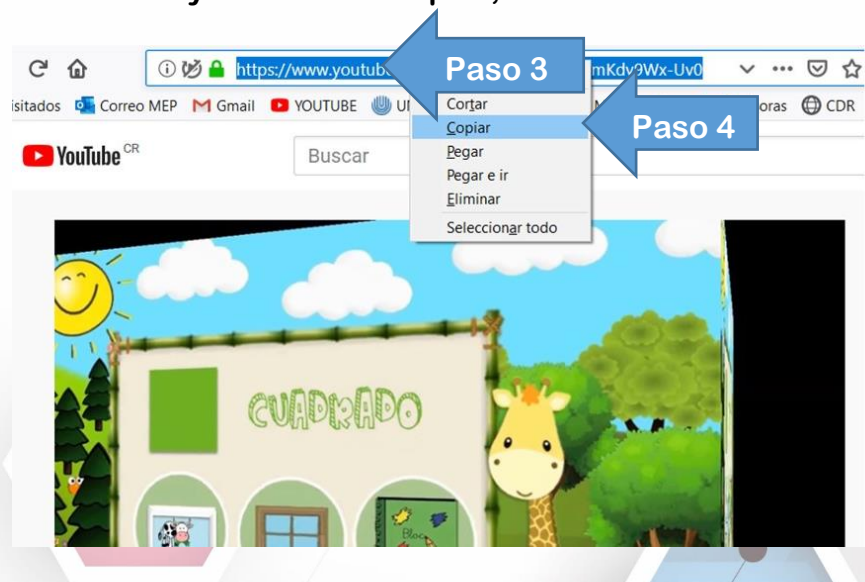 https://www.youtub
Paso 3
mKdv9Wx-Uv0
isitados Correo MEP Gmail YOUTUBE
oras CDR
Cortar
Copiar
Pegar
Pegar e ir
Eliminar
Seleccionar todo
Paso 4
YouTube CR
Buscar
CUADRADO
Bloc